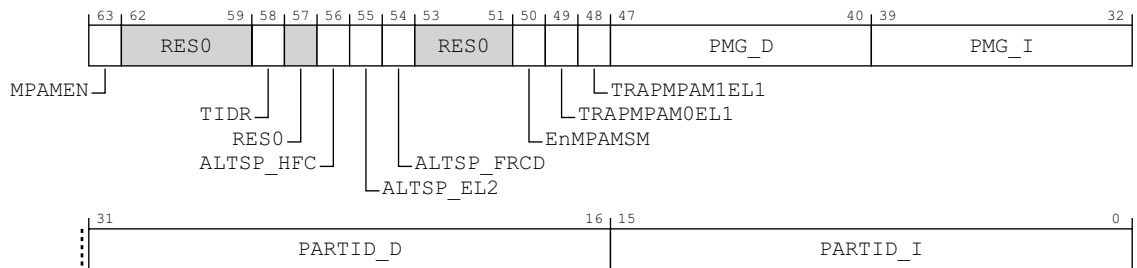 63 62 59 58 57 56 55 54 53 51 50 49 48 47 40 39 32
RES0 RES0 PMG_D PMG_I
MPAMEN TRAPMPAM1EL1
TIDR TRAPMPAM0EL1
RES0 EnMPAMSM
ALTSP_HFC ALTSP_FRCD
ALTSP_EL2
31 16 15 0
PARTID_D PARTID_I